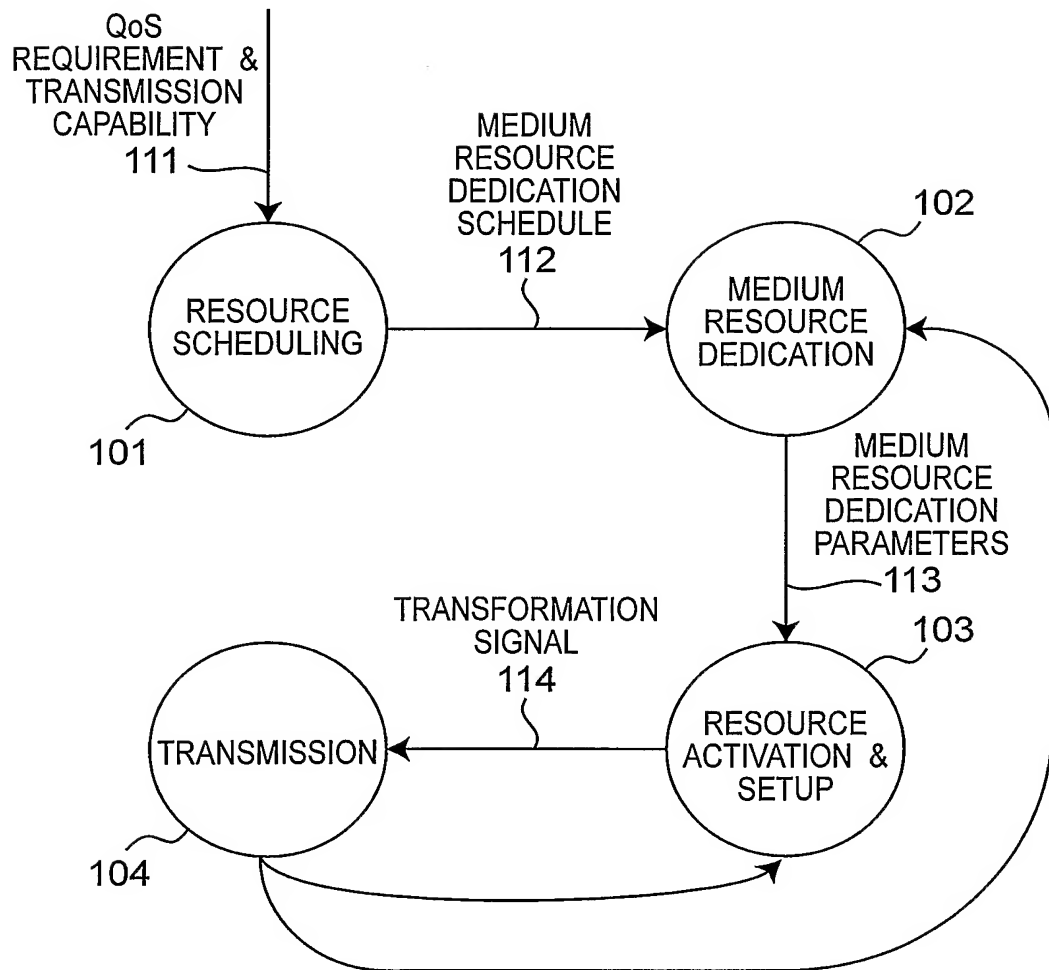 QoS
REQUIREMENT &
TRANSMISSION
CAPABILITY
111
MEDIUM
RESOURCE
DEDICATION
SCHEDULE
112
102
RESOURCE
SCHEDULING
MEDIUM
RESOURCE
DEDICATION
101
MEDIUM
RESOURCE
DEDICATION
PARAMETERS
113
TRANSFORMATION
SIGNAL
114
103
TRANSMISSION
RESOURCE
ACTIVATION &
SETUP
104